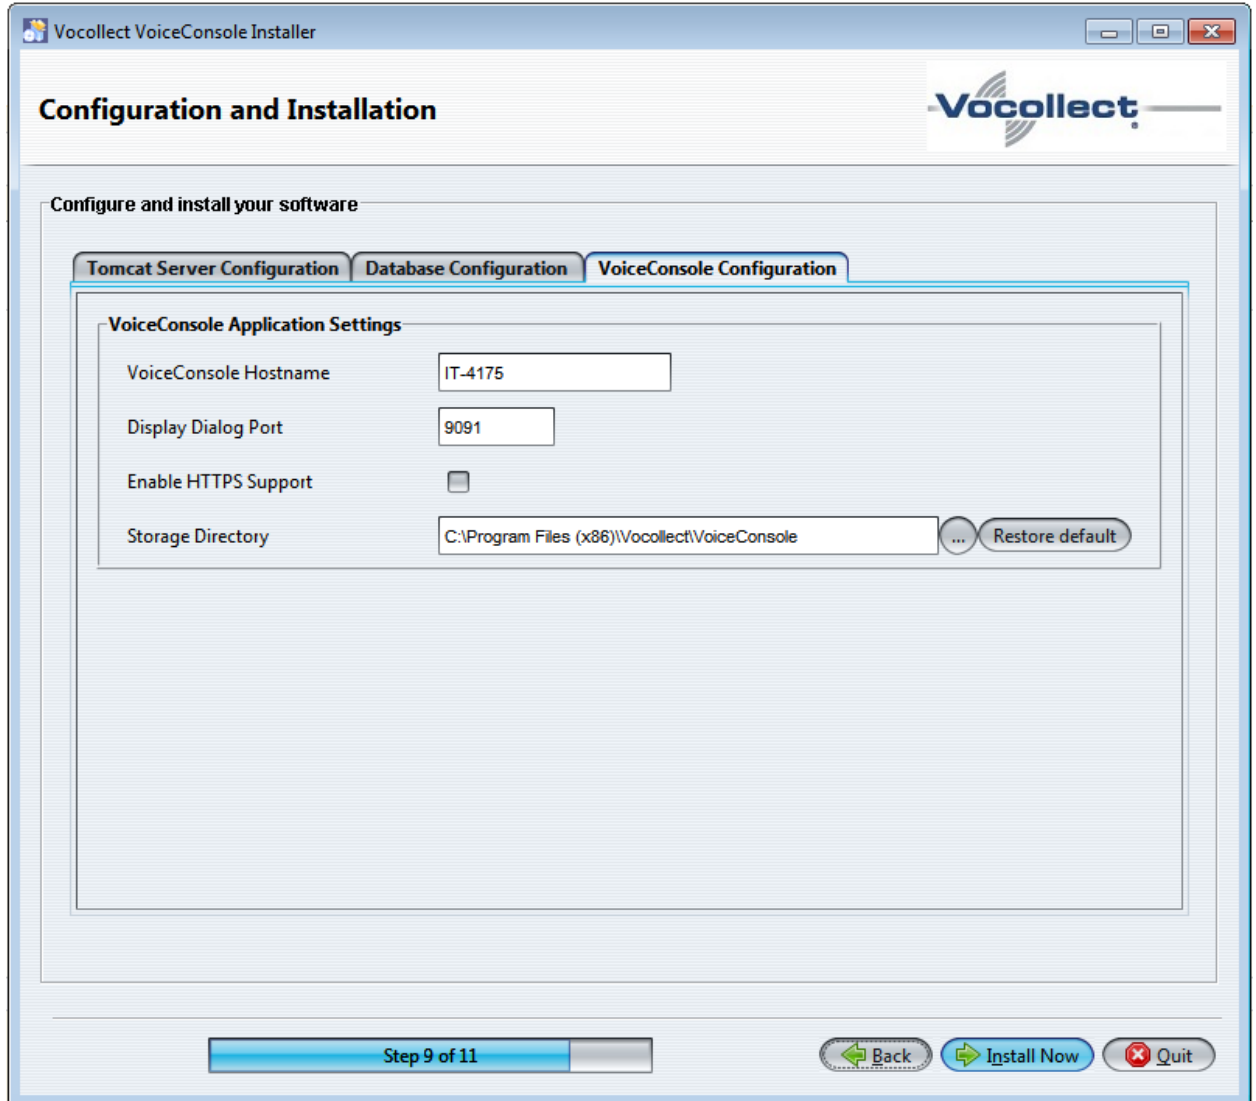 Vocollect VoiceConsole Installer
Configuration and Installation
Vocollect®
Configure and install your software
Tomcat Server Configuration Database Configuration VoiceConsole Configuration
VoiceConsole Application Settings
VoiceConsole Hostname IT-4175
Display Dialog Port 9091
Enable HTTPS Support
Storage Directory C:\Program Files (x86)\Vocollect\VoiceConsole ... Restore default
Step 9 of 11 Back Install Now Quit